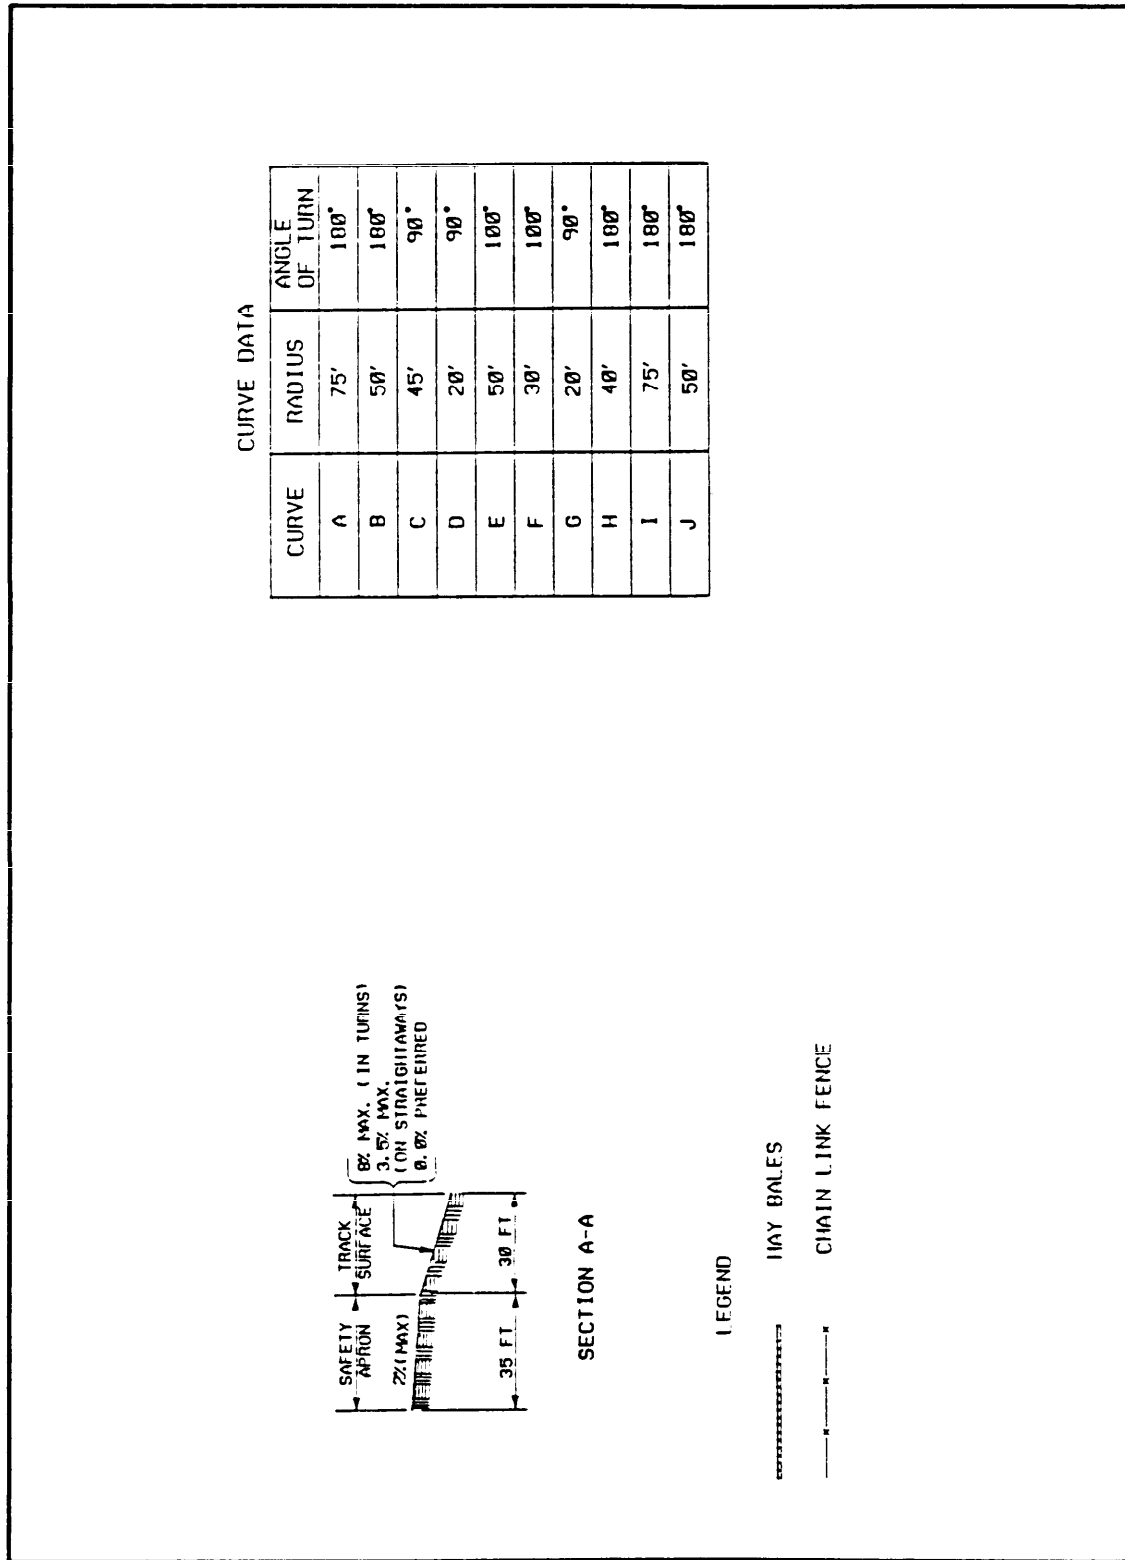 SAFETY APRON
TRACK SURFACE
2%(MAX)
8% MAX. (IN TURNS)
3.5% MAX.
(ON STRAIGHTAWAYS)
0.0% PREFERRED
35 FT
30 FT
SECTION A-A
LEGEND
HAY BALES
CHAIN LINK FENCE
CURVE DATA
CURVE RADIUS ANGLE OF TURN
A 75' 180°
B 50' 180°
C 45' 90°
D 20' 90°
E 50' 100°
F 30' 100°
G 20' 90°
H 40' 180°
I 75' 180°
J 50' 180°